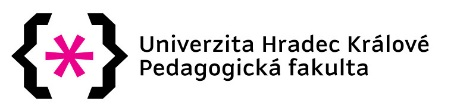 Univerzita Hradec Králové
Pedagogická fakulta